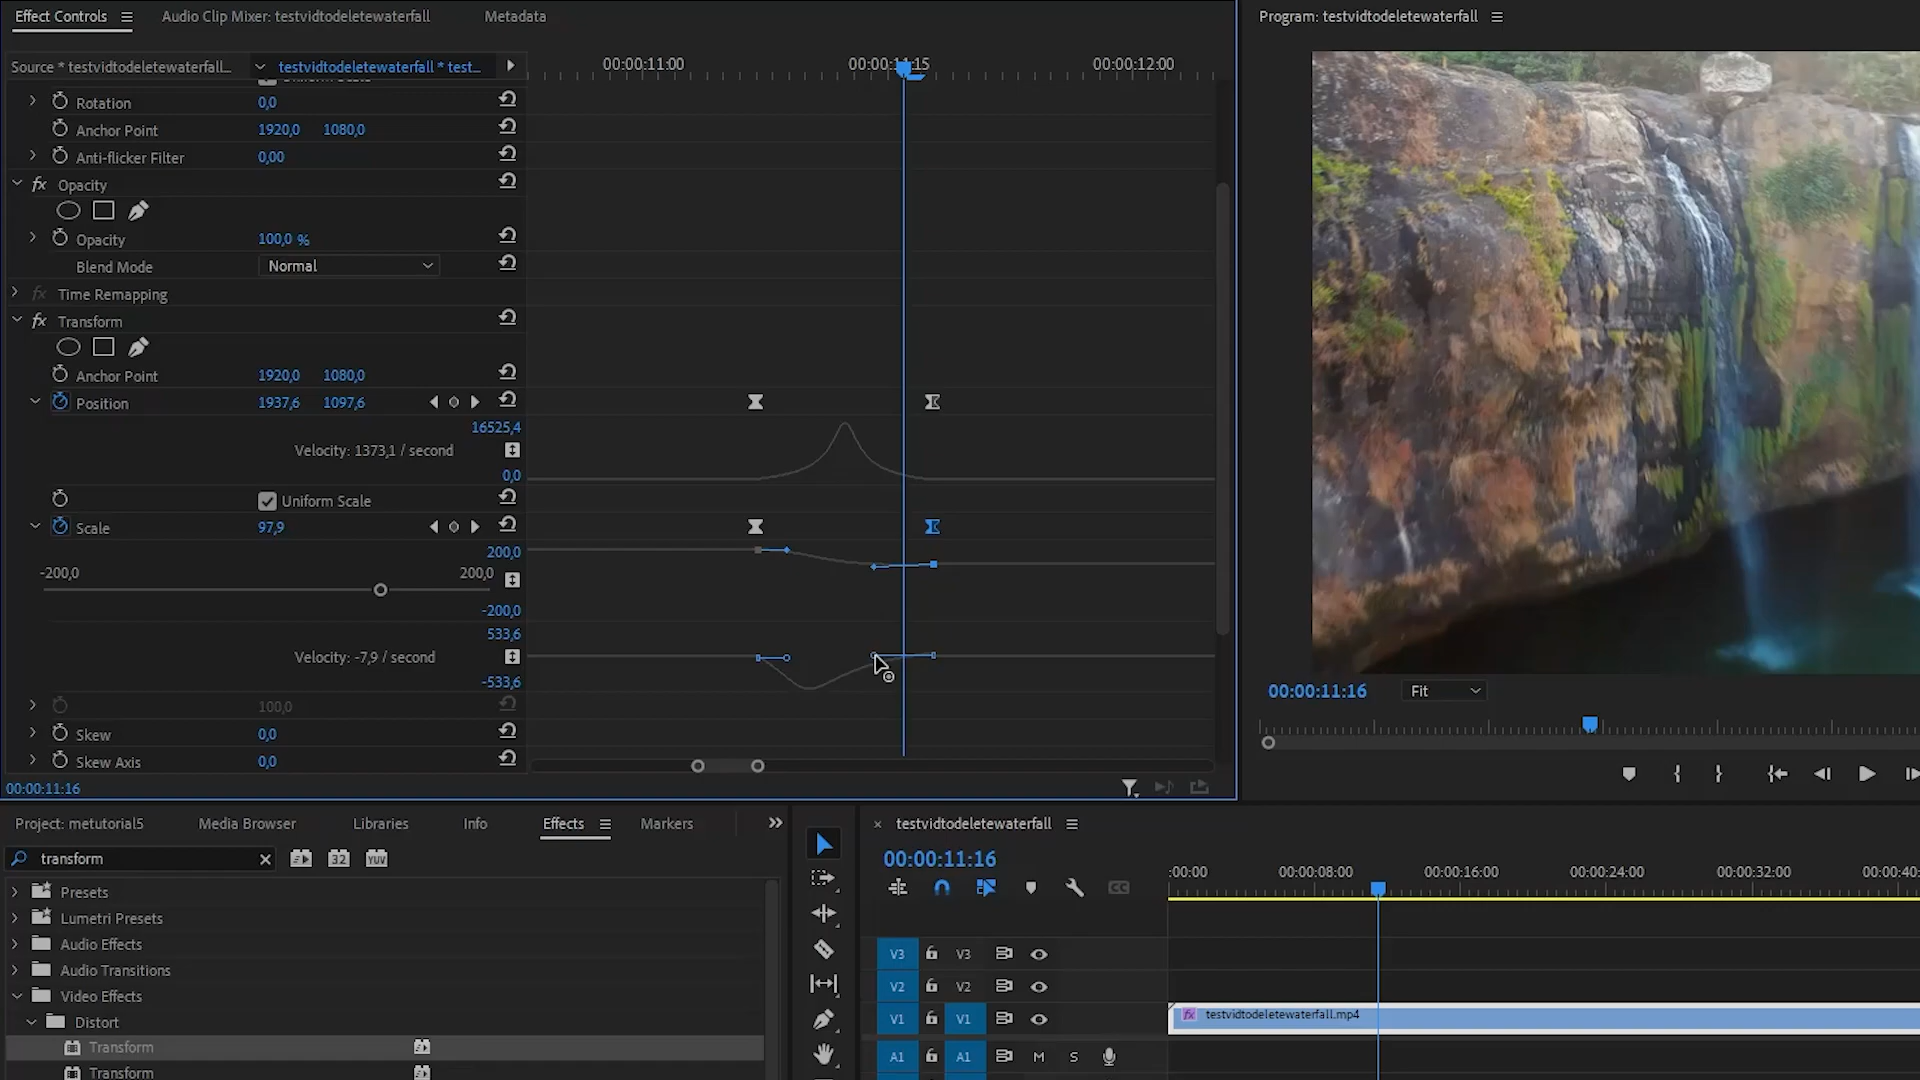 Effect Controls
Audio Clip Mixer: testvidtodeletewaterfall
Metadata
Program: testvidtodeletewaterfall
Source * testvidtodeletewaterfall...
testvidtodeletewaterfall * test...
00:00:11:00
00:00:11:15
00:00:12:00
Rotation
0,0
Anchor Point
1920,0
1080,0
Anti-flicker Filter
0,00
fx Opacity
Opacity
100,0 %
Blend Mode
Normal
fx Time Remapping
fx Transform
Anchor Point
1920,0
1080,0
Position
1937,6
1097,6
16525,4
Velocity: 1373,1 / second
0,0
Uniform Scale
Scale
97,9
200,0
-200,0
200,0
-200,0
533,6
Velocity: -7,9 / second
-533,6
100,0
Skew
0,0
Skew Axis
0,0
00:00:11:16
00:00:11:16
Fit
Project: metutorial5
Media Browser
Libraries
Info
Effects
Markers
transform
32
YUV
Presets
Lumetri Presets
Audio Effects
Audio Transitions
Video Effects
Distort
Transform
Transform
testvidtodeletewaterfall
00:00:11:16
CC
:00:00
00:00:08:00
00:00:16:00
00:00:24:00
00:00:32:00
00:00:40:
V3
V3
V2
V2
V1
V1
fx testvidtodeletewaterfall.mp4
A1
A1
M
S